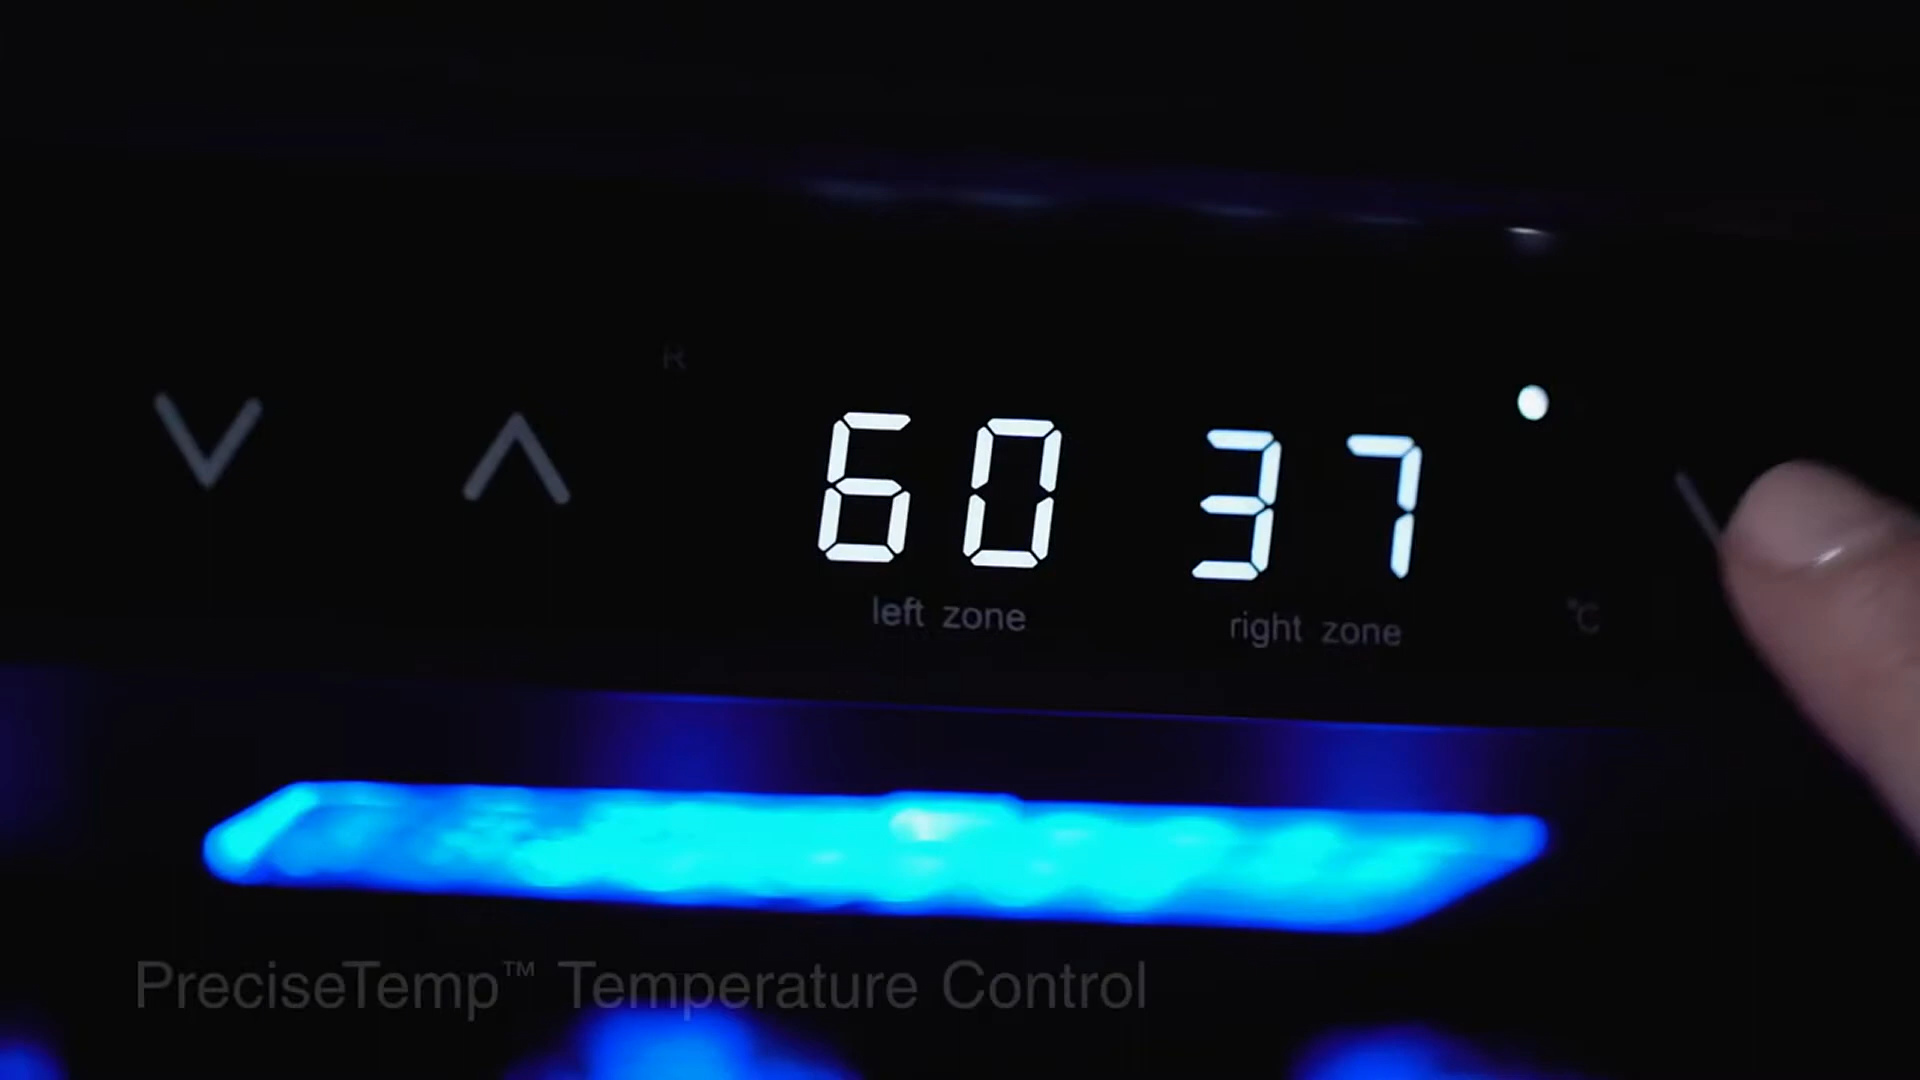 R
60 37
left zone right zone
°C
PreciseTemp™ Temperature Control